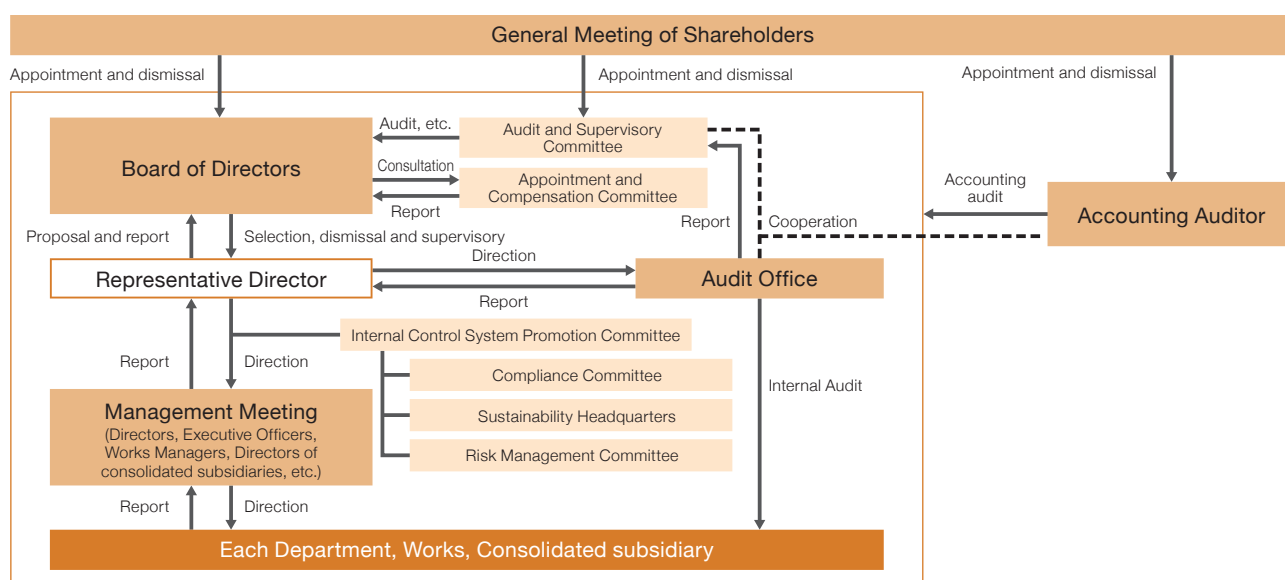 General Meeting of Shareholders
Appointment and dismissal
Appointment and dismissal
Appointment and dismissal
Board of Directors
Audit, etc.
Audit and Supervisory
Committee
Consultation
Appointment and
Compensation Committee
Report
Report
Cooperation
Accounting
audit
Accounting Auditor
Proposal and report
Selection, dismissal and supervisory
Direction
Representative Director
Audit Office
Report
Internal Control System Promotion Committee
Report
Direction
Compliance Committee
Internal Audit
Management Meeting
(Directors, Executive Officers,
Works Managers, Directors of
consolidated subsidiaries, etc.)
Sustainability Headquarters
Risk Management Committee
Report
Direction
Each Department, Works, Consolidated subsidiary